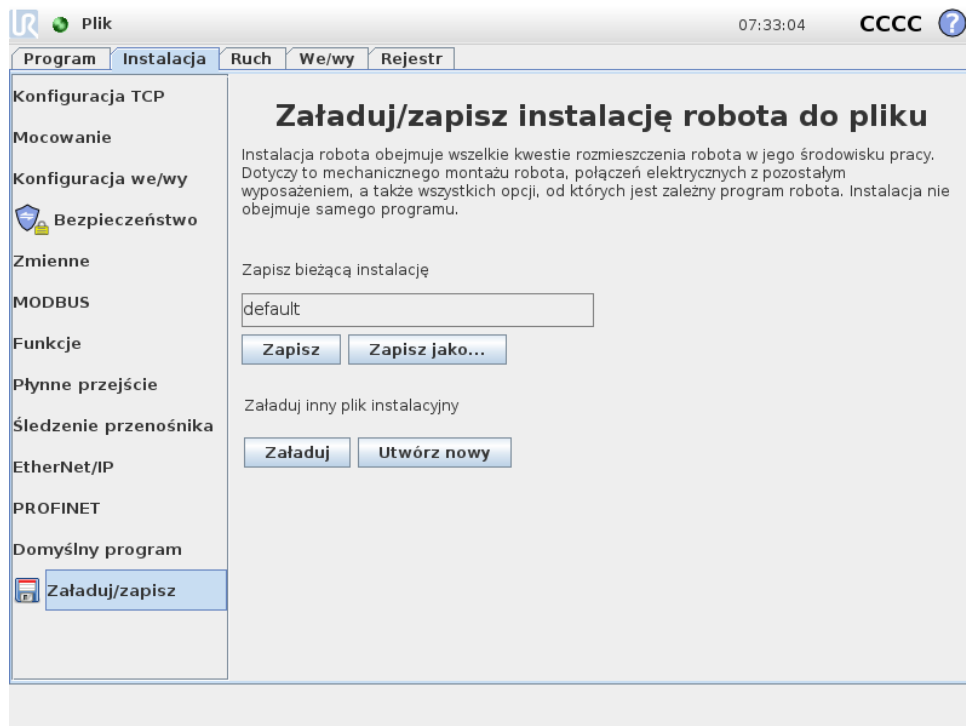 UR Plik 07:33:04 CCCC ?
Program Instalacja Ruch We/wy Rejestr
Konfiguracja TCP
Mocowanie
Konfiguracja we/wy
Bezpieczeństwo
Zmienne
MODBUS
Funkcje
Płynne przejście
Śledzenie przenośnika
EtherNet/IP
PROFINET
Domyślny program
Załaduj/zapisz
Załaduj/zapisz instalację robota do pliku
Instalacja robota obejmuje wszelkie kwestie rozmieszczenia robota w jego środowisku pracy.
Dotyczy to mechanicznego montażu robota, połączeń elektrycznych z pozostałym
wyposażeniem, a także wszystkich opcji, od których jest zależny program robota. Instalacja nie
obejmuje samego programu.
Zapisz bieżącą instalację
default
Zapisz Zapisz jako...
Załaduj inny plik instalacyjny
Załaduj Utwórz nowy